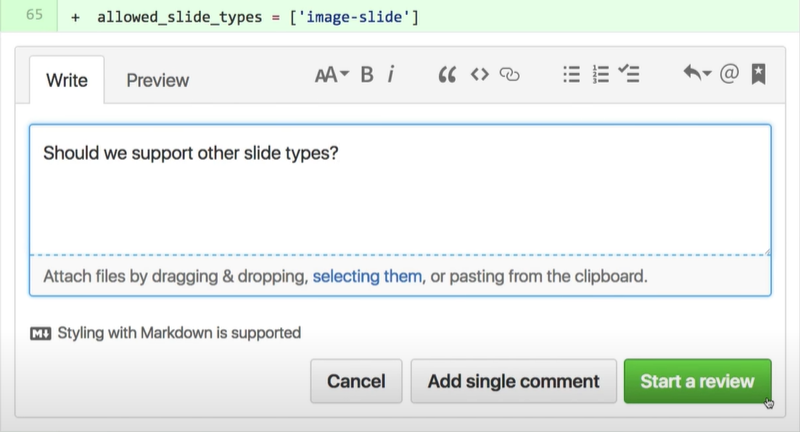 65 + allowed_slide_types = ['image-slide']
Write Preview AA B i “ <> @
Should we support other slide types?
Attach files by dragging & dropping, selecting them, or pasting from the clipboard.
M↓ Styling with Markdown is supported
Cancel Add single comment Start a review